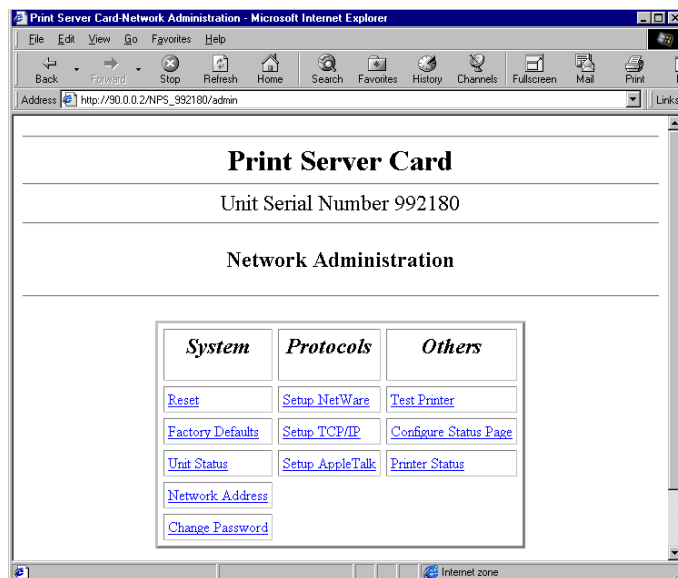 Print Server Card-Network Administration - Microsoft Internet Explorer
File Edit View Go Favorites Help
Back Forward Stop Refresh Home Search Favorites History Channels Fullscreen Mail Print
Address http://90.0.0.2/NPS_992180/admin Links
Print Server Card
Unit Serial Number 992180
Network Administration
System Protocols Others
Reset Setup NetWare Test Printer
Factory Defaults Setup TCP/IP Configure Status Page
Unit Status Setup AppleTalk Printer Status
Network Address
Change Password
Internet zone